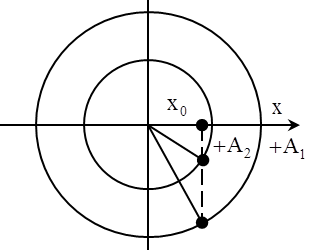 x₀
x
+A₂
+A₁